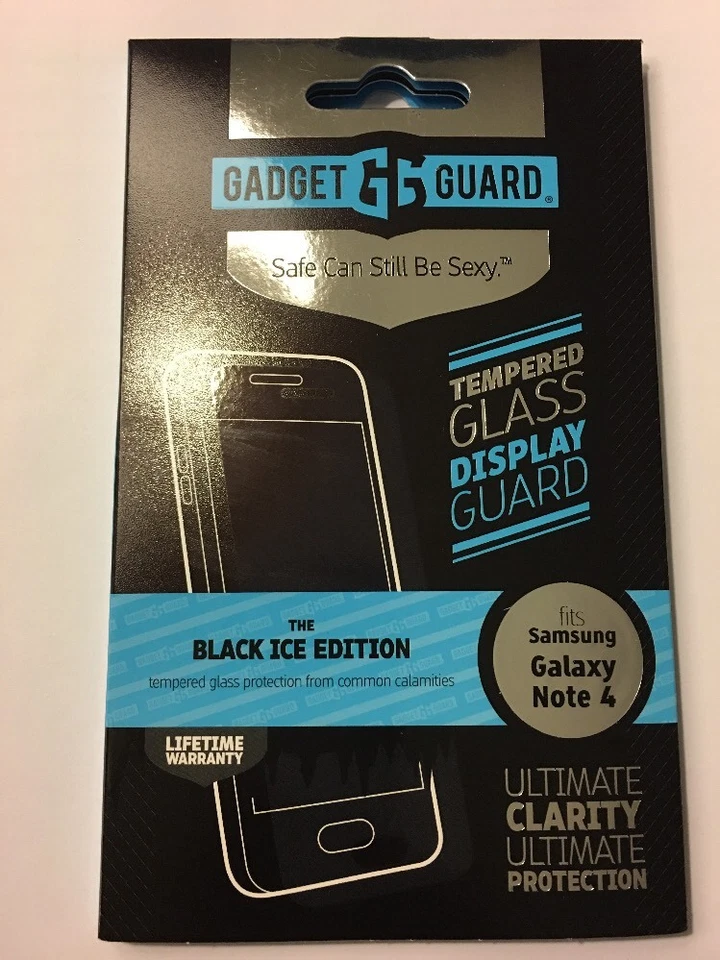 GADGET GG GUARD®
Safe Can Still Be Sexy.™
TEMPERED
GLASS
DISPLAY
GUARD
THE
BLACK ICE EDITION
tempered glass protection from common calamities
fits
Samsung
Galaxy
Note 4
LIFETIME
WARRANTY
ULTIMATE
CLARITY
ULTIMATE
PROTECTION